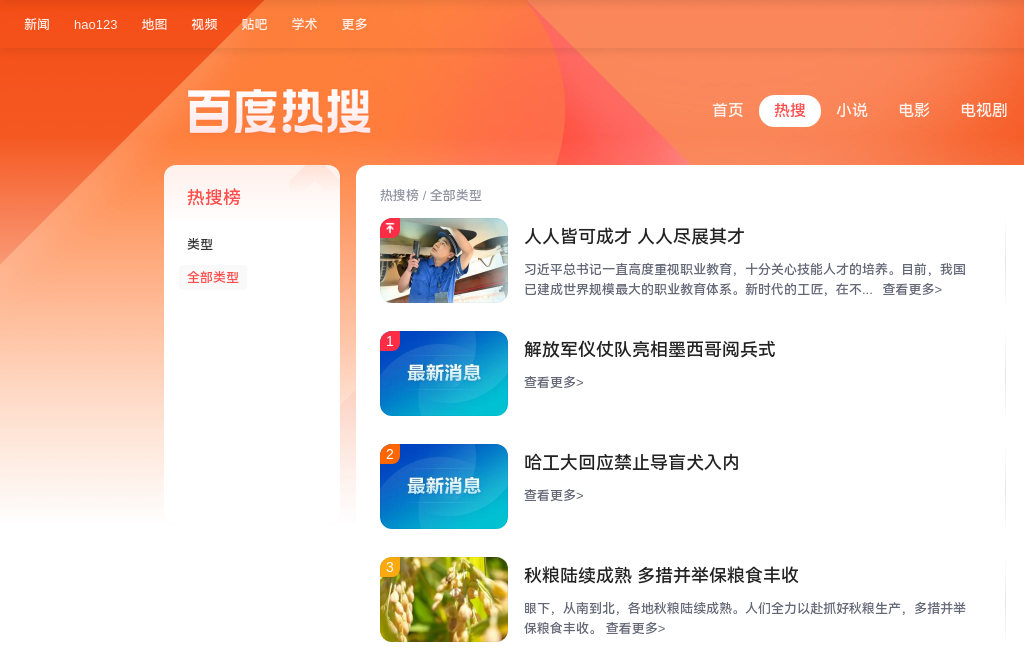 新闻 hao123 地图 视频 贴吧 学术 更多
百度热搜
首页 热搜 小说 电影 电视剧
热搜榜
类型
全部类型
热搜榜 / 全部类型
人人皆可成才 人人尽展其才
习近平总书记一直高度重视职业教育，十分关心技能人才的培养。目前，我国
已建成世界规模最大的职业教育体系。新时代的工匠，在不... 查看更多>
1
最新消息
解放军仪仗队亮相墨西哥阅兵式
查看更多>
2
最新消息
哈工大回应禁止导盲犬入内
查看更多>
3
秋粮陆续成熟 多措并举保粮食丰收
眼下，从南到北，各地秋粮陆续成熟。人们全力以赴抓好秋粮生产，多措并举
保粮食丰收。 查看更多>